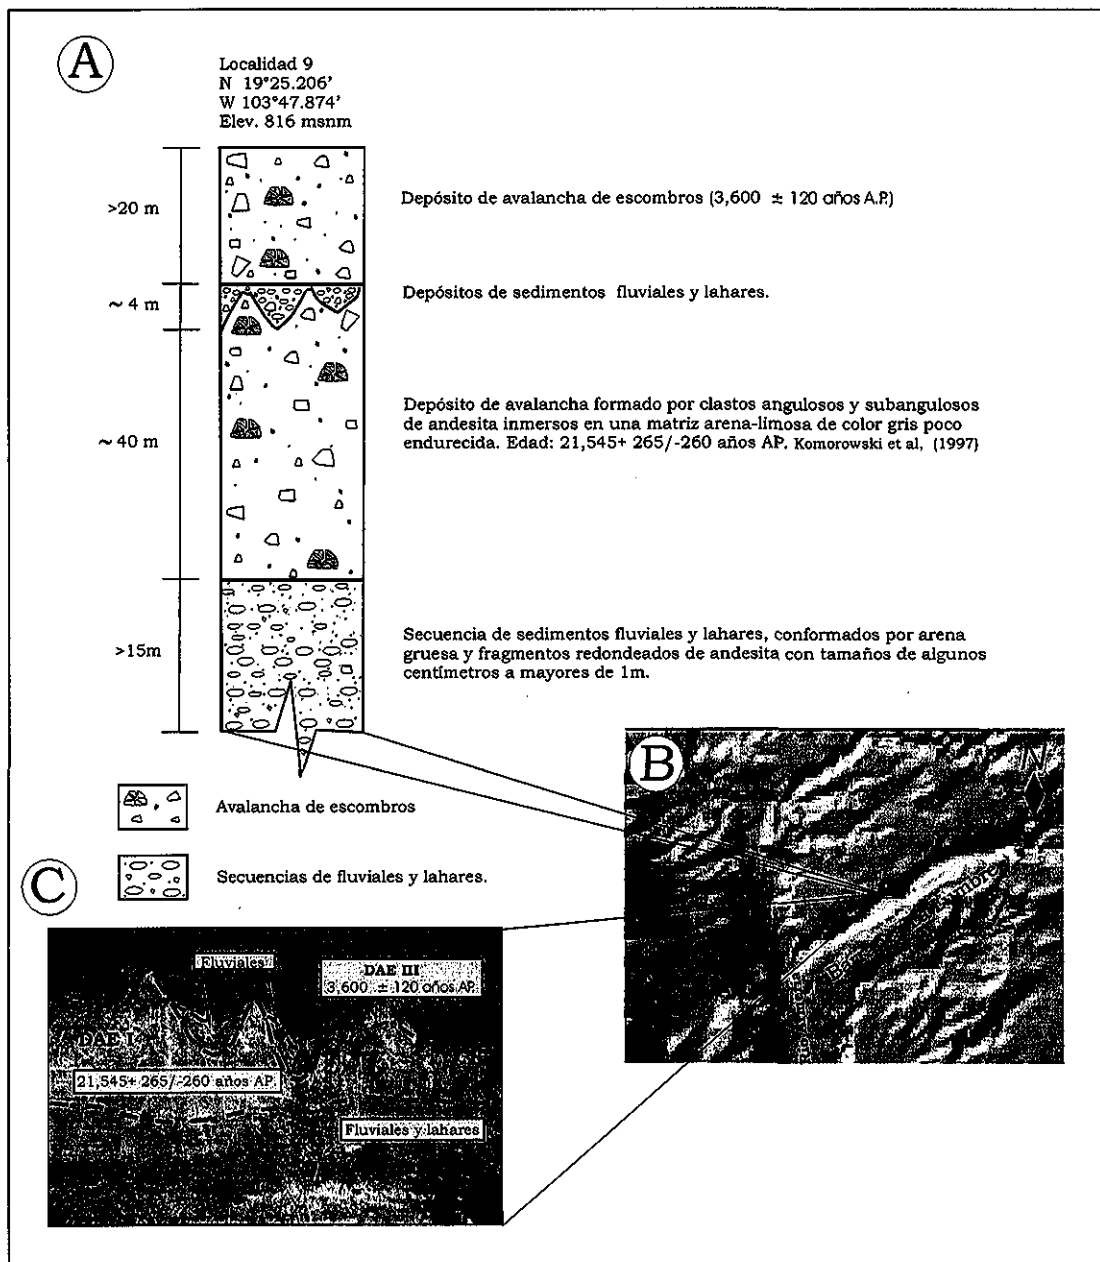 A
Localidad 9
N 19°25.206'
W 103°47.874'
Elev. 816 msnm
>20 m
Depósito de avalancha de escombros (3,600 ± 120 años A.P.)
~ 4 m
Depósitos de sedimentos fluviales y lahares.
~ 40 m
Depósito de avalancha formado por clastos angulosos y subangulosos
de andesita inmersos en una matriz arena-limosa de color gris poco
endurecida. Edad: 21,545+ 265/-260 años AP. Komorowski et al, (1997)
>15m
Secuencia de sedimentos fluviales y lahares, conformados por arena
gruesa y fragmentos redondeados de andesita con tamaños de algunos
centímetros a mayores de 1m.
B
N
Avalancha de escombros
C
Secuencias de fluviales y lahares.
Fluviales
DAE III
3,600 ± 120 años AP.
DAE I
21,545+ 265/-260 años AP.
Fluviales y lahares